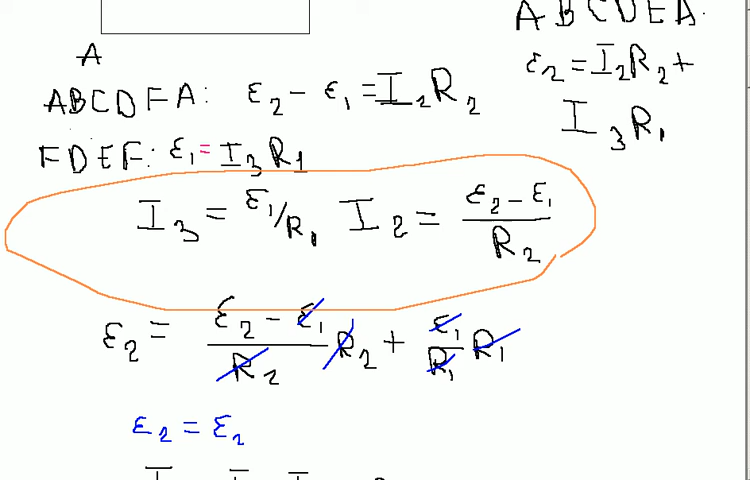 A B C D E A:
A
ε₂ = I₂R₂ +
ABCDFA: ε₂ - ε₁ = I₂R₂
I₃R₁
FDEF: ε₁ = I₃R₁
I₃ = ε₁/R₁ I₂ = (ε₂ - ε₁)/R₂
ε₂ = (ε₂ - ε₁)/R₂ R₂ + ε₁/R₁ R₁
ε₂ = ε₂